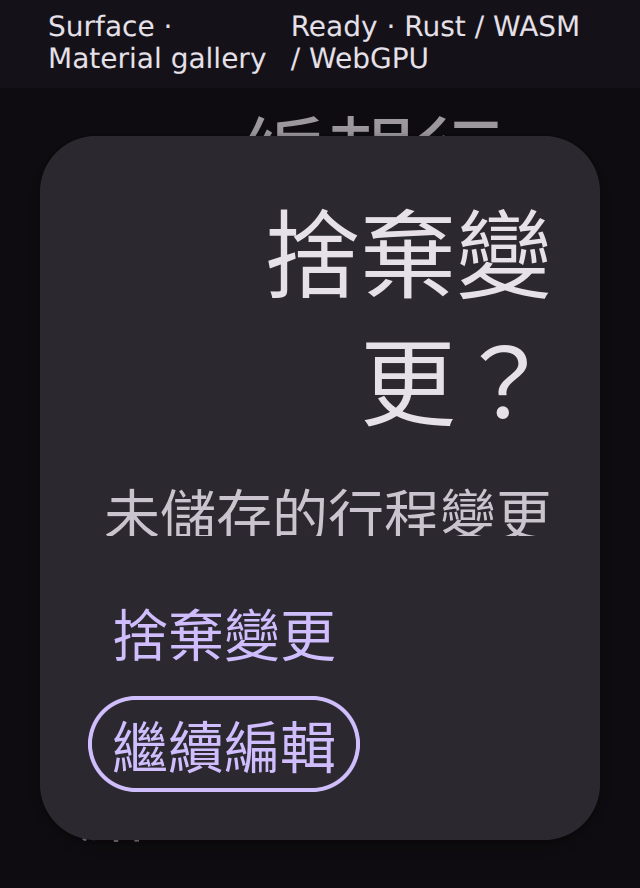 Surface ·
Material gallery
Ready · Rust / WASM
/ WebGPU
捨棄變
更？
未儲存的行程變更
捨棄變更
繼續編輯